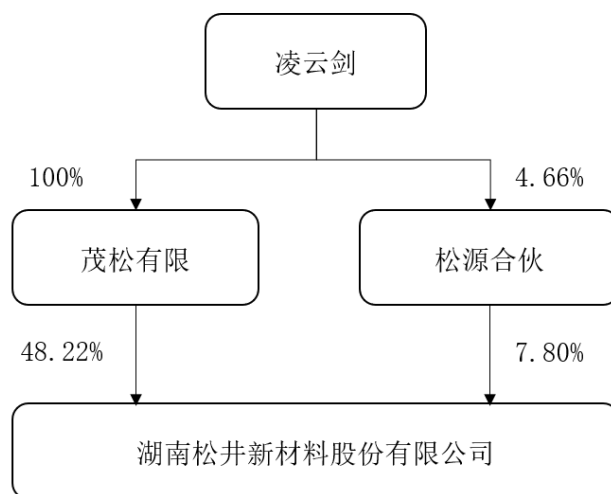 凌云剑
100%
4.66%
茂松有限
松源合伙
48.22%
7.80%
湖南松井新材料股份有限公司